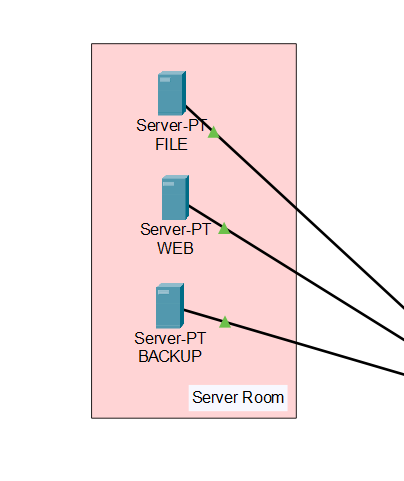 Server-PT
FILE
Server-PT
WEB
Server-PT
BACKUP
Server Room